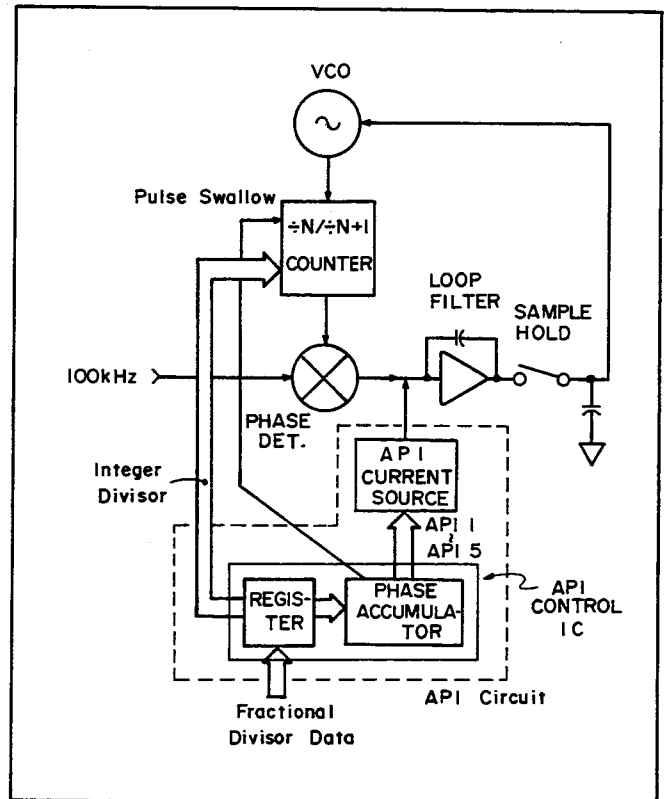 VCO
Pulse Swallow
÷N/÷N+1
COUNTER
LOOP
FILTER
SAMPLE
HOLD
100kHz
PHASE
DET.
API
CURRENT
SOURCE
Integer
Divisor
API 1
~
API 5
REGIS-
TER
PHASE
ACCUMULA-
TOR
API
CONTROL
IC
API Circuit
Fractional
Divisor Data